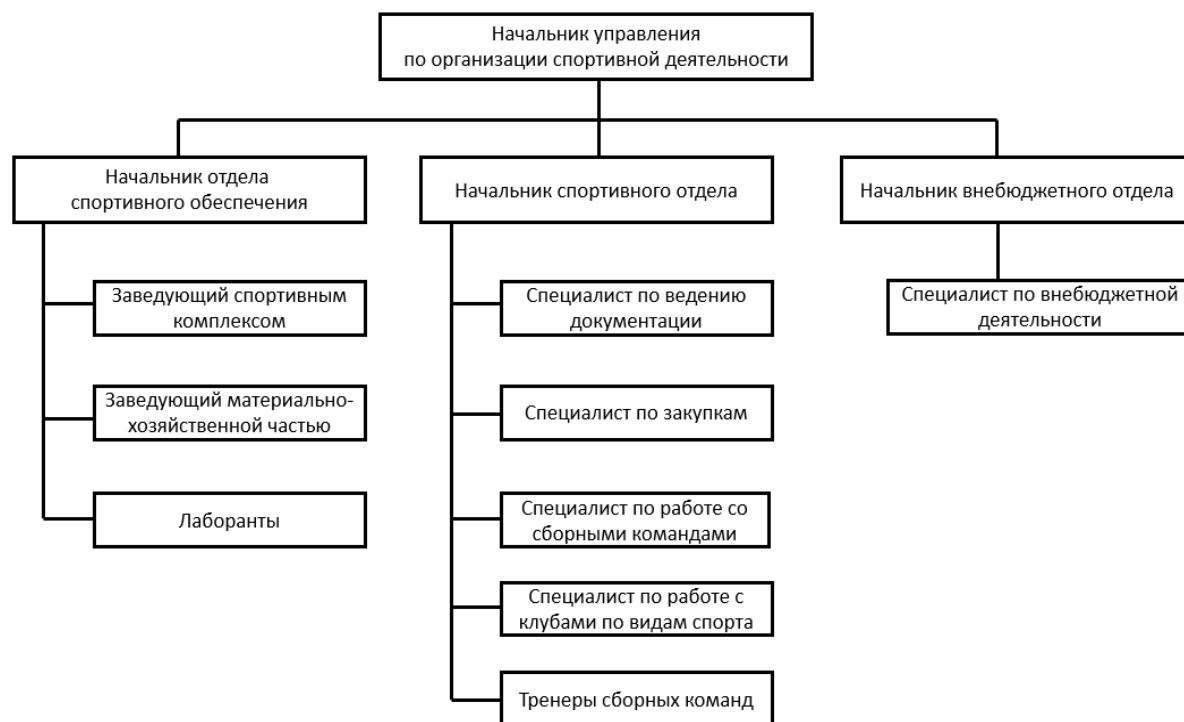 Начальник управления
по организации спортивной деятельности
Начальник отдела
спортивного обеспечения
Заведующий спортивным
комплексом
Заведующий материально-
хозяйственной частью
Лаборанты
Начальник спортивного отдела
Специалист по ведению
документации
Специалист по закупкам
Специалист по работе со
сборными командами
Специалист по работе с
клубами по видам спорта
Тренеры сборных команд
Начальник внебюджетного отдела
Специалист по внебюджетной
деятельности